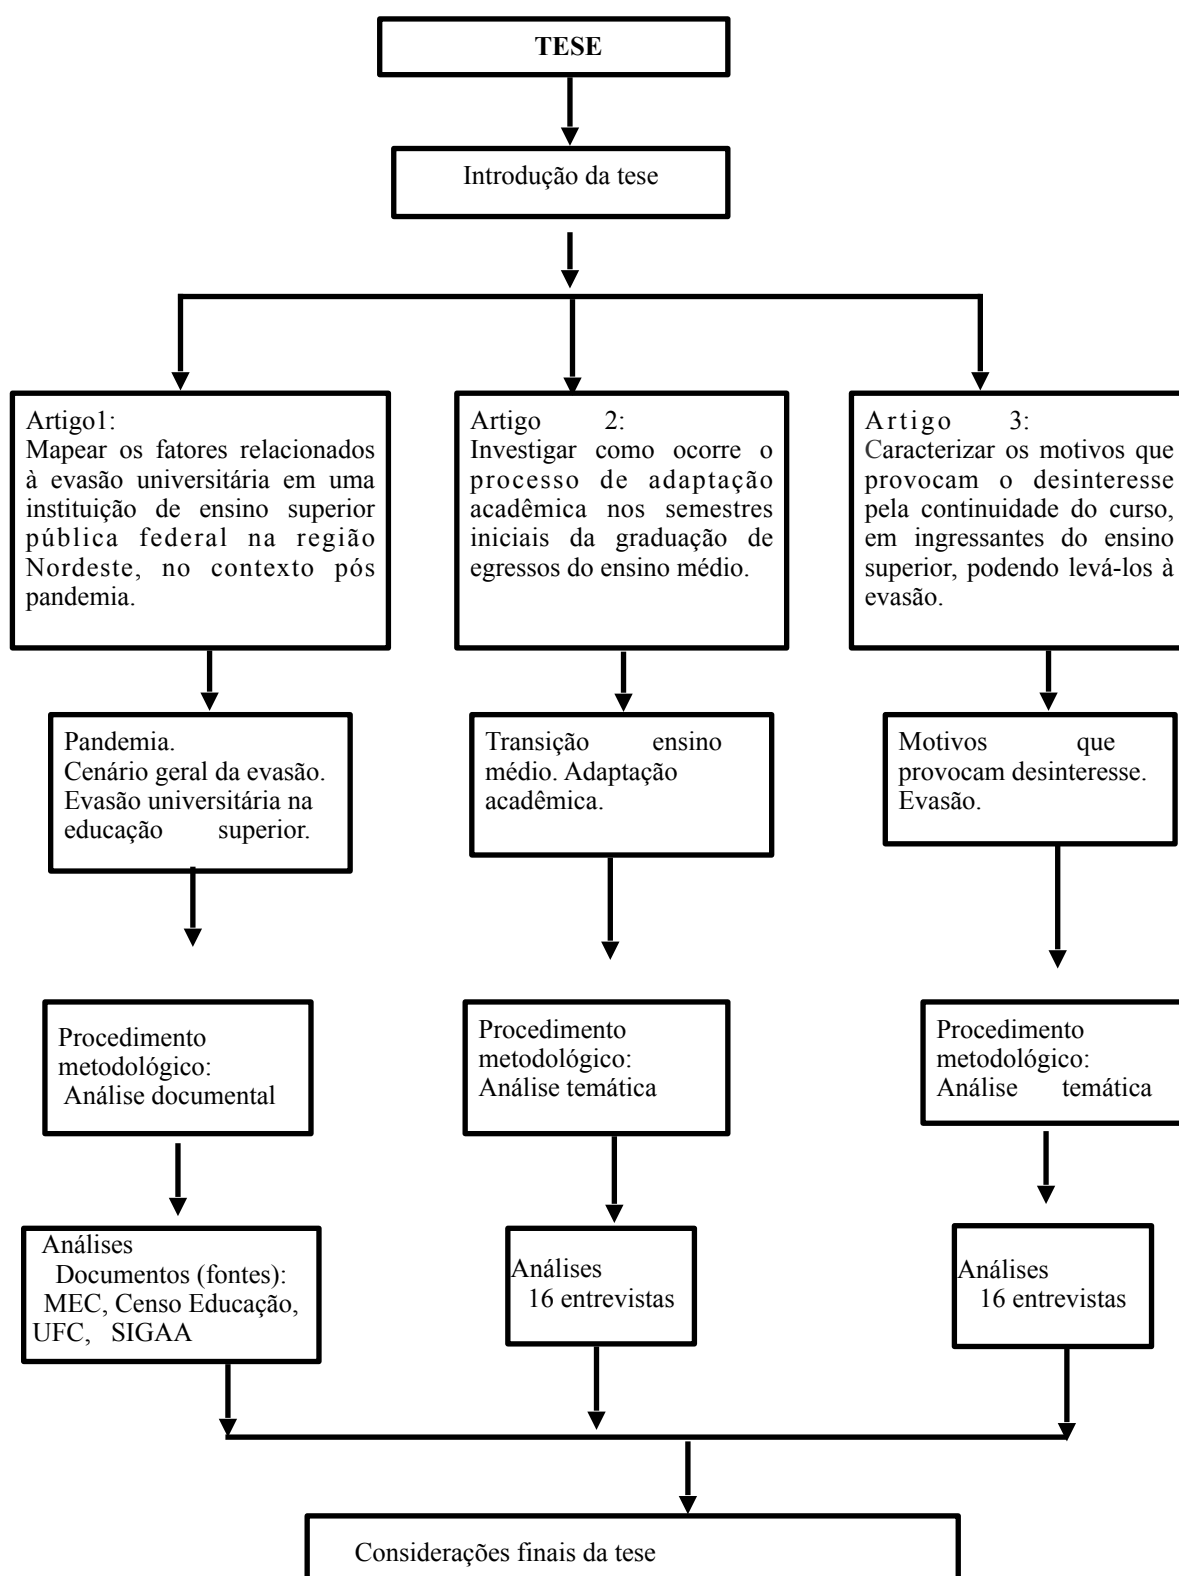 TESE
Introdução da tese
Artigo1:
Mapear os fatores relacionados
à evasão universitária em uma
instituição de ensino superior
pública federal na região
Nordeste, no contexto pós
pandemia.
Artigo 2:
Investigar como ocorre o
processo de adaptação
acadêmica nos semestres
iniciais da graduação de
egressos do ensino médio.
Artigo 3:
Caracterizar os motivos que
provocam o desinteresse
pela continuidade do curso,
em ingressantes do ensino
superior, podendo levá-los à
evasão.
Pandemia.
Cenário geral da evasão.
Evasão universitária na
educação superior.
Transição ensino
médio. Adaptação
acadêmica.
Motivos que
provocam desinteresse.
Evasão.
Procedimento
metodológico:
Análise documental
Procedimento
metodológico:
Análise temática
Procedimento
metodológico:
Análise temática
Análises
Documentos (fontes):
MEC, Censo Educação,
UFC, SIGAA
Análises
16 entrevistas
Análises
16 entrevistas
Considerações finais da tese